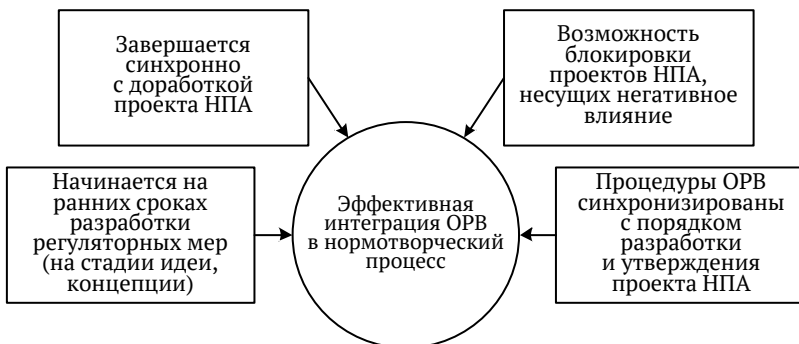 Завершается
синхронно
с доработкой
проекта НПА
Возможность
блокировки
проектов НПА,
несущих негативное
влияние
Начинается на
ранних сроках
разработки
регуляторных мер
(на стадии идеи,
концепции)
Эффективная
интеграция ОРВ
в нормотворческий
процесс
Процедуры ОРВ
синхронизированы
с порядком
разработки
и утверждения
проекта НПА